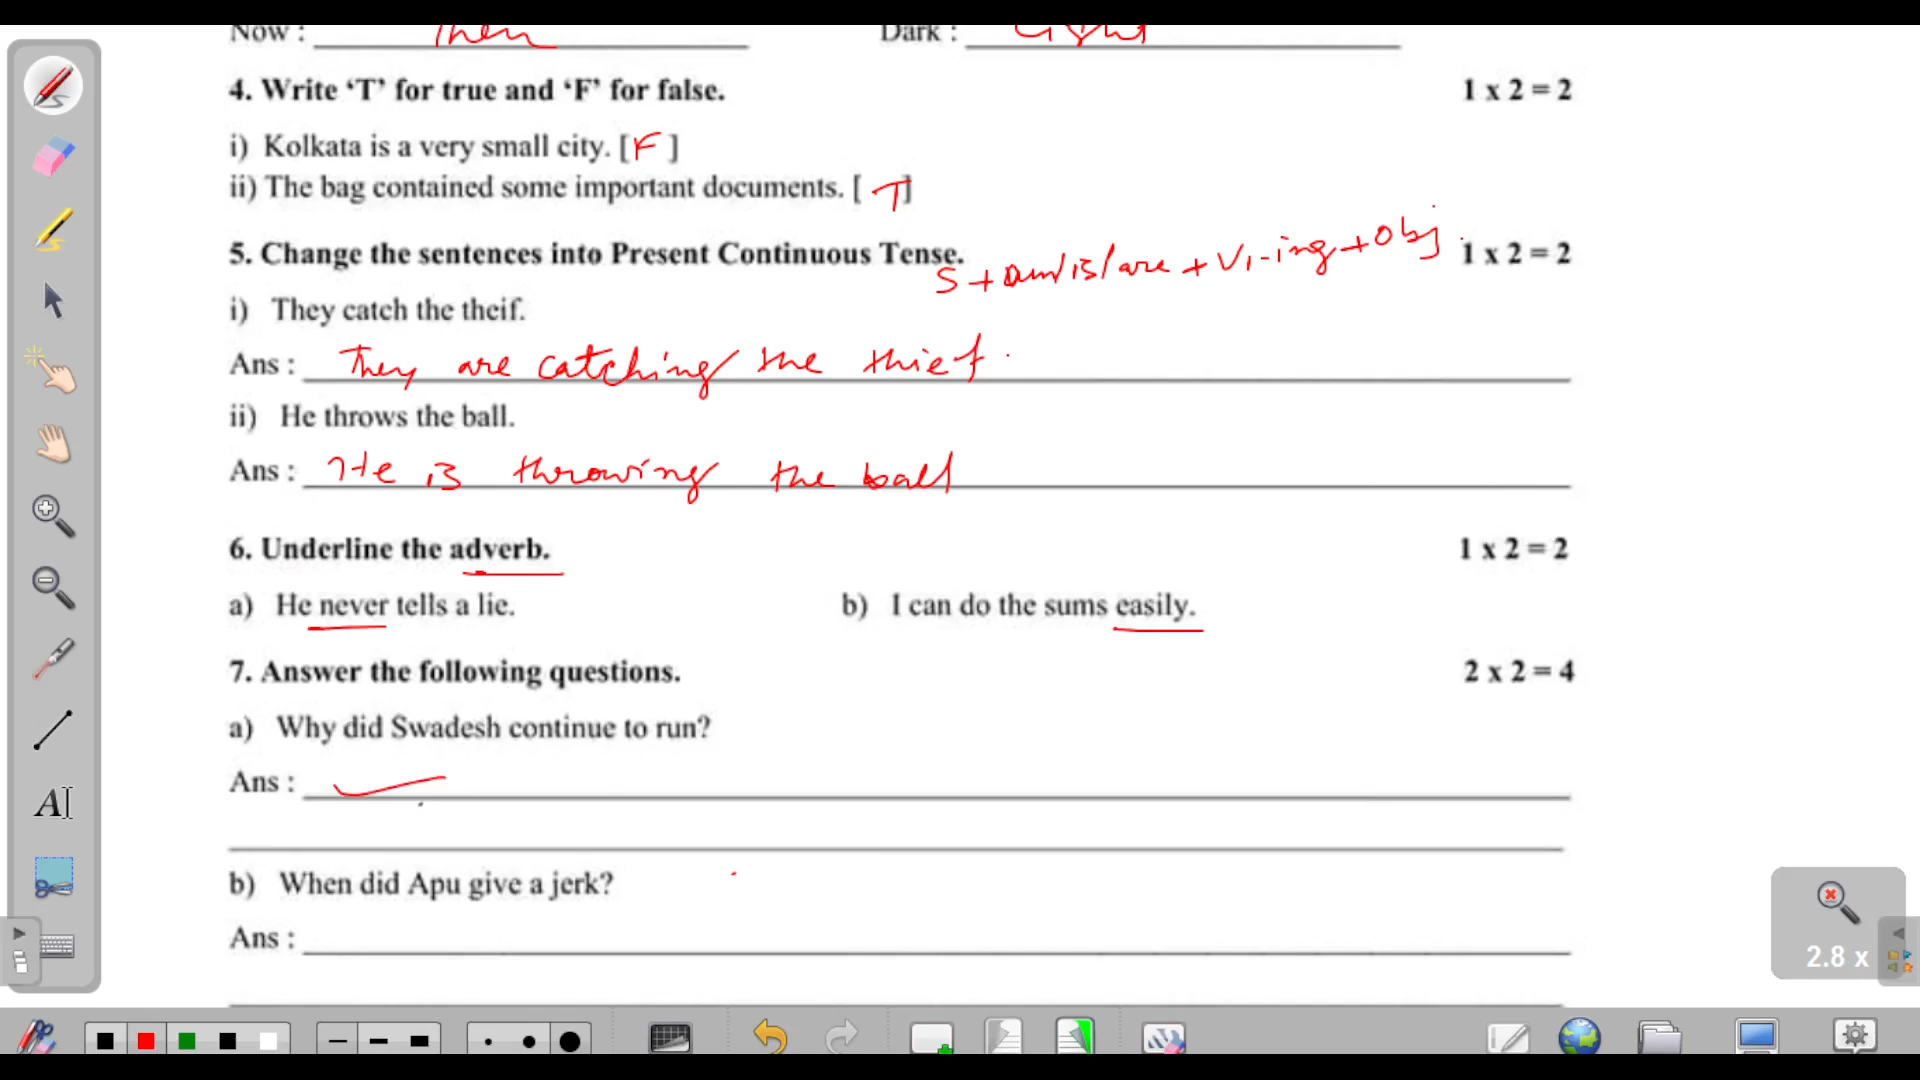 Now : Then Dark : Light
4. Write ‘T’ for true and ‘F’ for false. 1 x 2 = 2
i) Kolkata is a very small city. [F]
ii) The bag contained some important documents. [ T]
5. Change the sentences into Present Continuous Tense. 1 x 2 = 2
S + am/is/are + V1-ing + obj.
i) They catch the theif.
Ans : They are catching the thief.
ii) He throws the ball.
Ans : He is throwing the ball
6. Underline the adverb. 1 x 2 = 2
a) He never tells a lie. b) I can do the sums easily.
7. Answer the following questions. 2 x 2 = 4
a) Why did Swadesh continue to run?
Ans :
b) When did Apu give a jerk?
Ans :
2.8 x